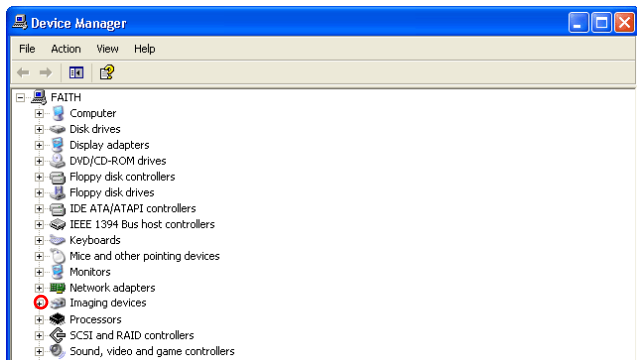 Device Manager
File Action View Help
FAITH
Computer
Disk drives
Display adapters
DVD/CD-ROM drives
Floppy disk controllers
Floppy disk drives
IDE ATA/ATAPI controllers
IEEE 1394 Bus host controllers
Keyboards
Mice and other pointing devices
Monitors
Network adapters
Imaging devices
Processors
SCSI and RAID controllers
Sound, video and game controllers